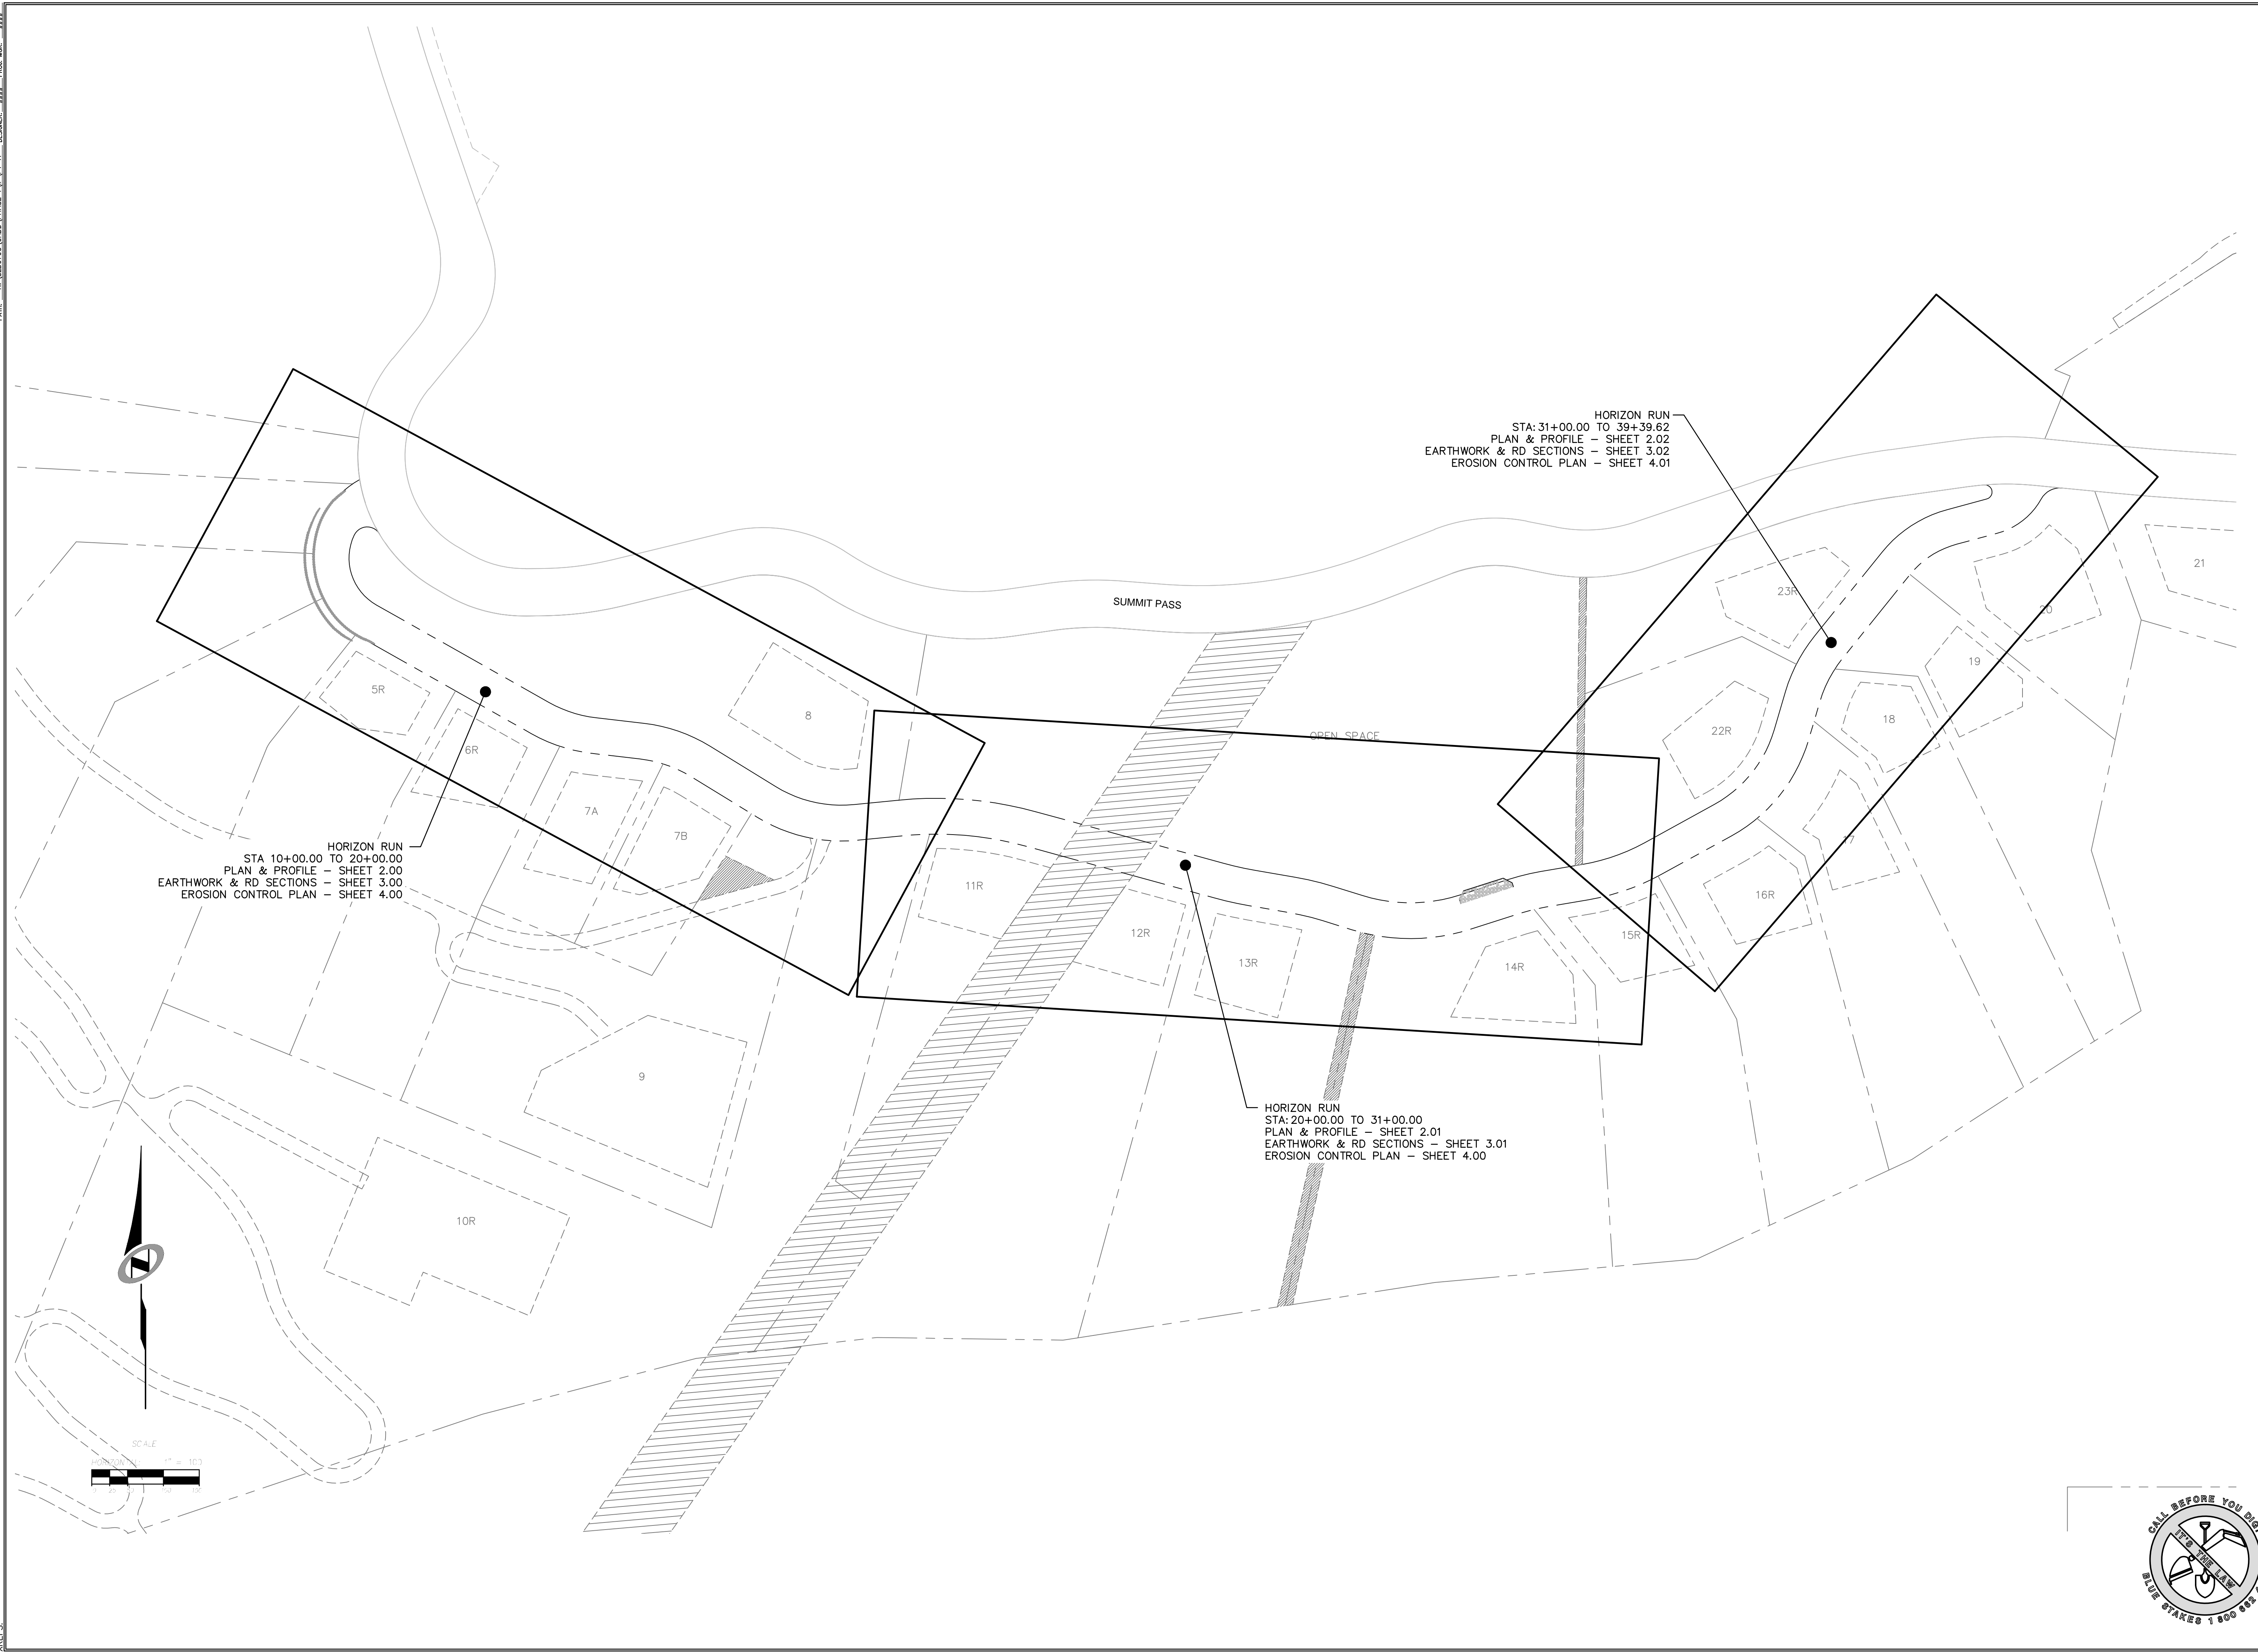 HORIZON RUN
STA: 31+00.00 TO 39+39.62
PLAN & PROFILE – SHEET 2.02
EARTHWORK & RD SECTIONS – SHEET 3.02
EROSION CONTROL PLAN – SHEET 4.01
21
23R
20
SUMMIT PASS
19
5R
8
18
22R
OPEN SPACE
6R
7A
7B
HORIZON RUN
STA 10+00.00 TO 20+00.00
PLAN & PROFILE – SHEET 2.00
EARTHWORK & RD SECTIONS – SHEET 3.00
EROSION CONTROL PLAN – SHEET 4.00
11R
16R
12R
15R
13R
14R
9
HORIZON RUN
STA: 20+00.00 TO 31+00.00
PLAN & PROFILE – SHEET 2.01
EARTHWORK & RD SECTIONS – SHEET 3.01
EROSION CONTROL PLAN – SHEET 4.00
10R
N
SCALE
CALL BEFORE YOU DIG
IT'S THE LAW
BLUE STAKES 1 800 662